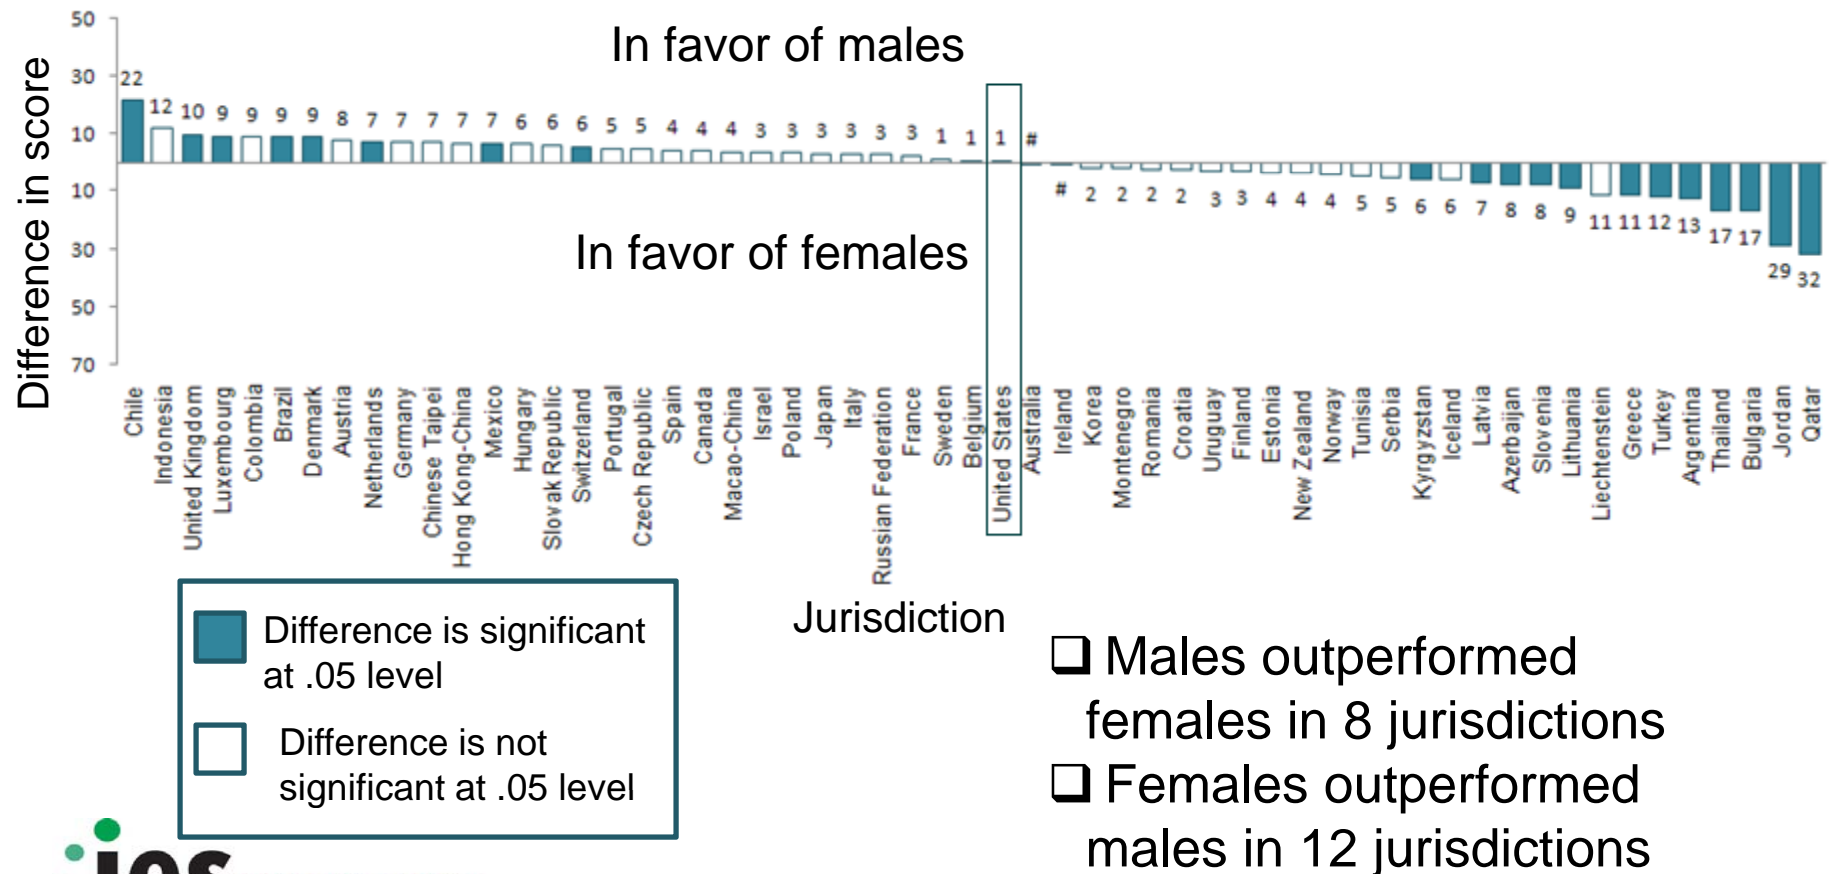 Difference in score
50
30
10
10
30
50
70
In favor of males
In favor of females
22 12 10 9 9 9 9 8 7 7 7 7 7 6 6 6 5 5 4 4 4 3 3 3 3 3 3 1 1 1 #
# 2 2 2 2 3 3 4 4 4 5 5 6 6 7 8 8 9 11 11 12 13 17 17 29 32
Chile
Indonesia
United Kingdom
Luxembourg
Colombia
Brazil
Denmark
Austria
Netherlands
Germany
Chinese Taipei
Hong Kong-China
Mexico
Hungary
Slovak Republic
Switzerland
Portugal
Czech Republic
Spain
Canada
Macao-China
Israel
Poland
Japan
Italy
Russian Federation
France
Sweden
Belgium
United States
Australia
Ireland
Korea
Montenegro
Romania
Croatia
Uruguay
Finland
Estonia
New Zealand
Norway
Tunisia
Serbia
Kyrgyzstan
Iceland
Latvia
Azerbaijan
Slovenia
Lithuania
Liechtenstein
Greece
Turkey
Argentina
Thailand
Bulgaria
Jordan
Qatar
Jurisdiction
Difference is significant
at .05 level
Difference is not
significant at .05 level
❑ Males outperformed
females in 8 jurisdictions
❑ Females outperformed
males in 12 jurisdictions
ies